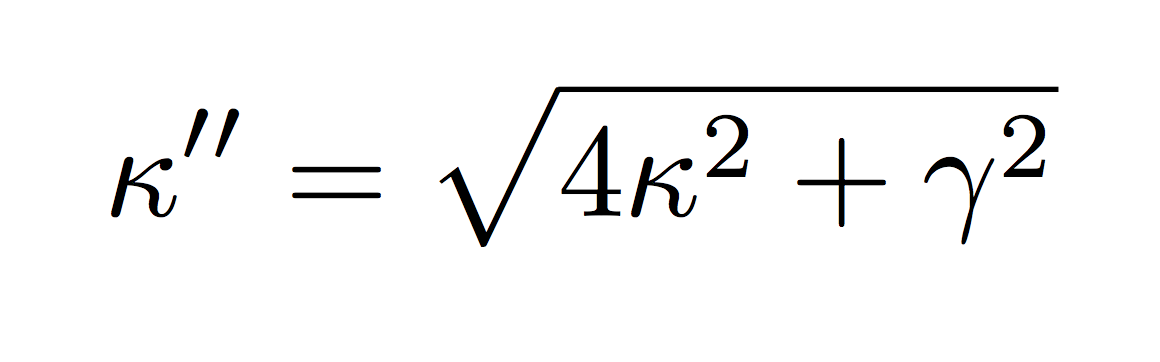 κ′′ = √(4κ² + γ²)